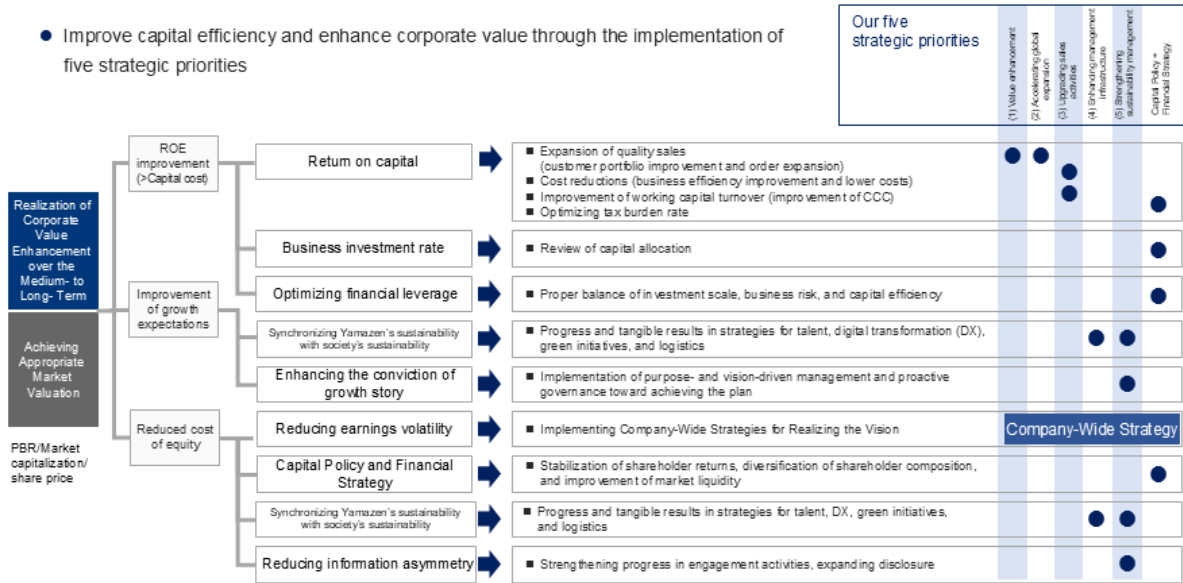 ● Improve capital efficiency and enhance corporate value through the implementation of
five strategic priorities
Our five
strategic priorities
(1) Value enhancement
(2) Accelerating global
expansion
(3) Upgrading sales
activities
(4) Enhancing management
infrastructure
(5) Strengthening
sustainability management
Capital Policy +
Financial Strategy
Realization of
Corporate
Value
Enhancement
over the
Medium- to
Long- Term
Achieving
Appropriate
Market
Valuation
PBR/Market
capitalization/
share price
ROE
improvement
(>Capital cost)
Return on capital
■ Expansion of quality sales
(customer portfolio improvement and order expansion)
■ Cost reductions (business efficiency improvement and lower costs)
■ Improvement of working capital turnover (improvement of CCC)
■ Optimizing tax burden rate
Business investment rate
■ Review of capital allocation
Optimizing financial leverage
■ Proper balance of investment scale, business risk, and capital efficiency
Improvement
of growth
expectations
Synchronizing Yamazen's sustainability
with society's sustainability
■ Progress and tangible results in strategies for talent, digital transformation (DX),
green initiatives, and logistics
Enhancing the conviction of
growth story
■ Implementation of purpose- and vision-driven management and proactive
governance toward achieving the plan
Reduced cost
of equity
Reducing earnings volatility
■ Implementing Company-Wide Strategies for Realizing the Vision
Company-Wide Strategy
Capital Policy and Financial
Strategy
■ Stabilization of shareholder returns, diversification of shareholder composition,
and improvement of market liquidity
Synchronizing Yamazen's sustainability
with society's sustainability
■ Progress and tangible results in strategies for talent, DX, green initiatives,
and logistics
Reducing information asymmetry
■ Strengthening progress in engagement activities, expanding disclosure